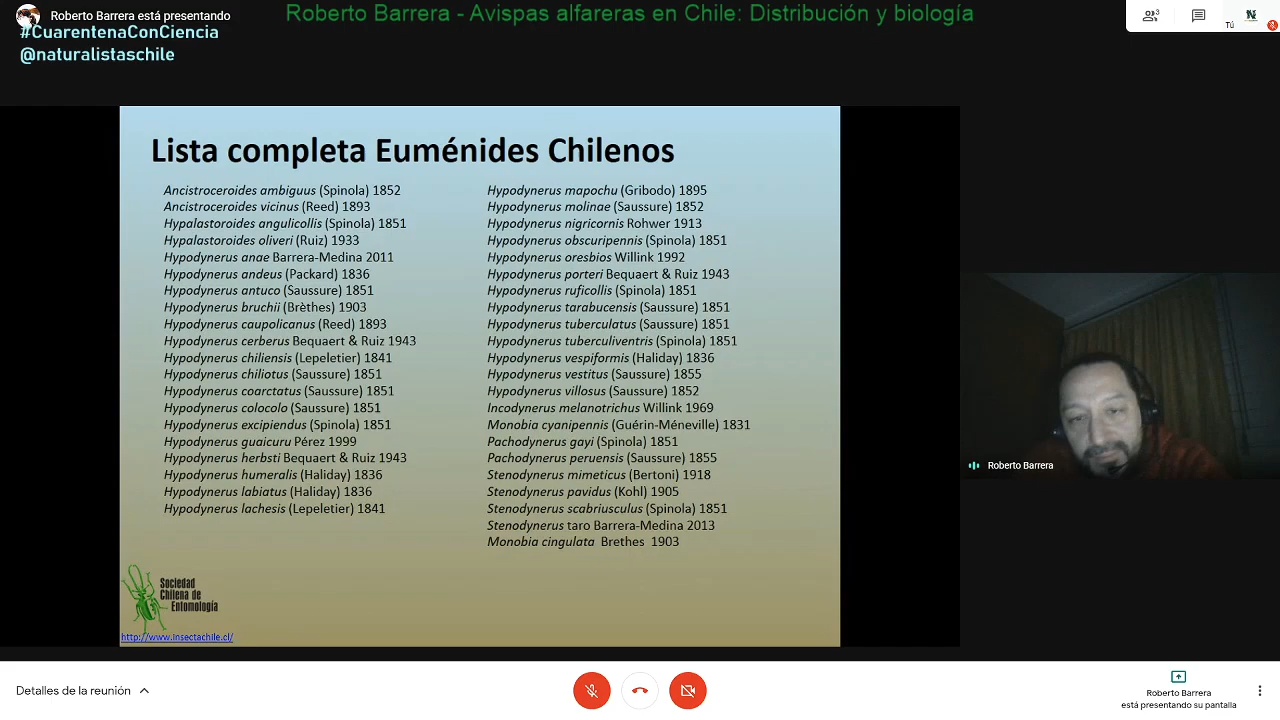 Roberto Barrera está presentando
#CuarentenaConCiencia
@naturalistaschile
Roberto Barrera - Avispas alfareras en Chile: Distribución y biología
3
Tú
Lista completa Euménides Chilenos
Ancistroceroides ambiguus (Spinola) 1852
Ancistroceroides vicinus (Reed) 1893
Hypalastoroides angulicollis (Spinola) 1851
Hypalastoroides oliveri (Ruiz) 1933
Hypodynerus anae Barrera-Medina 2011
Hypodynerus andeus (Packard) 1836
Hypodynerus antuco (Saussure) 1851
Hypodynerus bruchii (Brèthes) 1903
Hypodynerus caupolicanus (Reed) 1893
Hypodynerus cerberus Bequaert & Ruiz 1943
Hypodynerus chiliensis (Lepeletier) 1841
Hypodynerus chiliotus (Saussure) 1851
Hypodynerus coarctatus (Saussure) 1851
Hypodynerus colocolo (Saussure) 1851
Hypodynerus excipiendus (Spinola) 1851
Hypodynerus guaicuru Pérez 1999
Hypodynerus herbsti Bequaert & Ruiz 1943
Hypodynerus humeralis (Haliday) 1836
Hypodynerus labiatus (Haliday) 1836
Hypodynerus lachesis (Lepeletier) 1841
Hypodynerus mapochu (Gribodo) 1895
Hypodynerus molinae (Saussure) 1852
Hypodynerus nigricornis Rohwer 1913
Hypodynerus obscuripennis (Spinola) 1851
Hypodynerus oresbios Willink 1992
Hypodynerus porteri Bequaert & Ruiz 1943
Hypodynerus ruficollis (Spinola) 1851
Hypodynerus tarabucensis (Saussure) 1851
Hypodynerus tuberculatus (Saussure) 1851
Hypodynerus tuberculiventris (Spinola) 1851
Hypodynerus vespiformis (Haliday) 1836
Hypodynerus vestitus (Saussure) 1855
Hypodynerus villosus (Saussure) 1852
Incodynerus melanotrichus Willink 1969
Monobia cyanipennis (Guérin-Méneville) 1831
Pachodynerus gayi (Spinola) 1851
Pachodynerus peruensis (Saussure) 1855
Stenodynerus mimeticus (Bertoni) 1918
Stenodynerus pavidus (Kohl) 1905
Stenodynerus scabriusculus (Spinola) 1851
Stenodynerus taro Barrera-Medina 2013
Monobia cingulata Brethes 1903
Sociedad
Chilena de
Entomología
http://www.insectachile.cl/
Roberto Barrera
Detalles de la reunión
Roberto Barrera
está presentando su pantalla